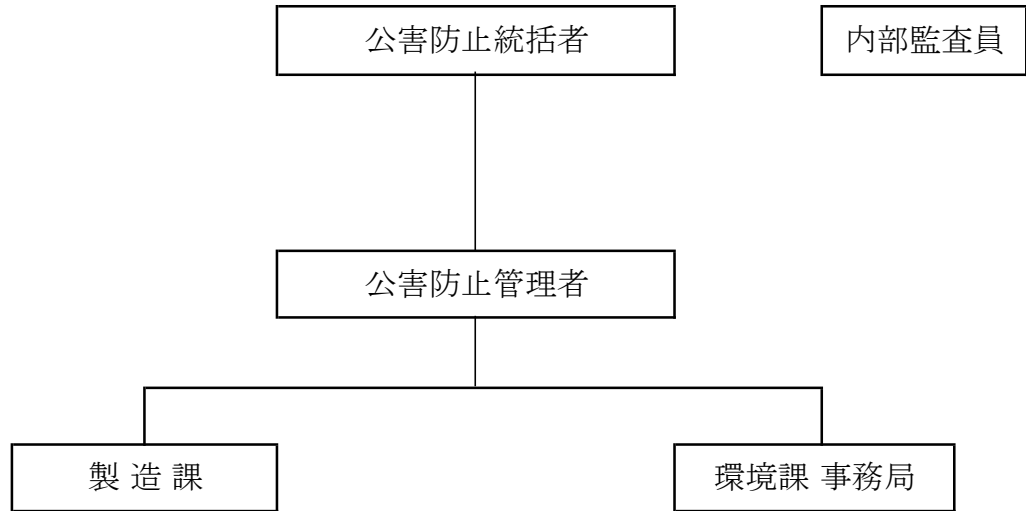 公害防止統括者
内部監査員
公害防止管理者
製 造 課
環境課 事務局